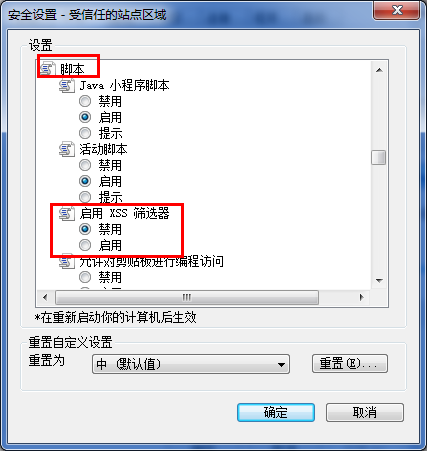 安全设置 - 受信任的站点区域
设置
脚本
Java 小程序脚本
禁用
启用
提示
活动脚本
禁用
启用
提示
启用 XSS 筛选器
禁用
启用
允许对剪贴板进行编程访问
禁用
*在重新启动你的计算机后生效
重置自定义设置
重置为
中 (默认值)
重置(E)...
确定
取消